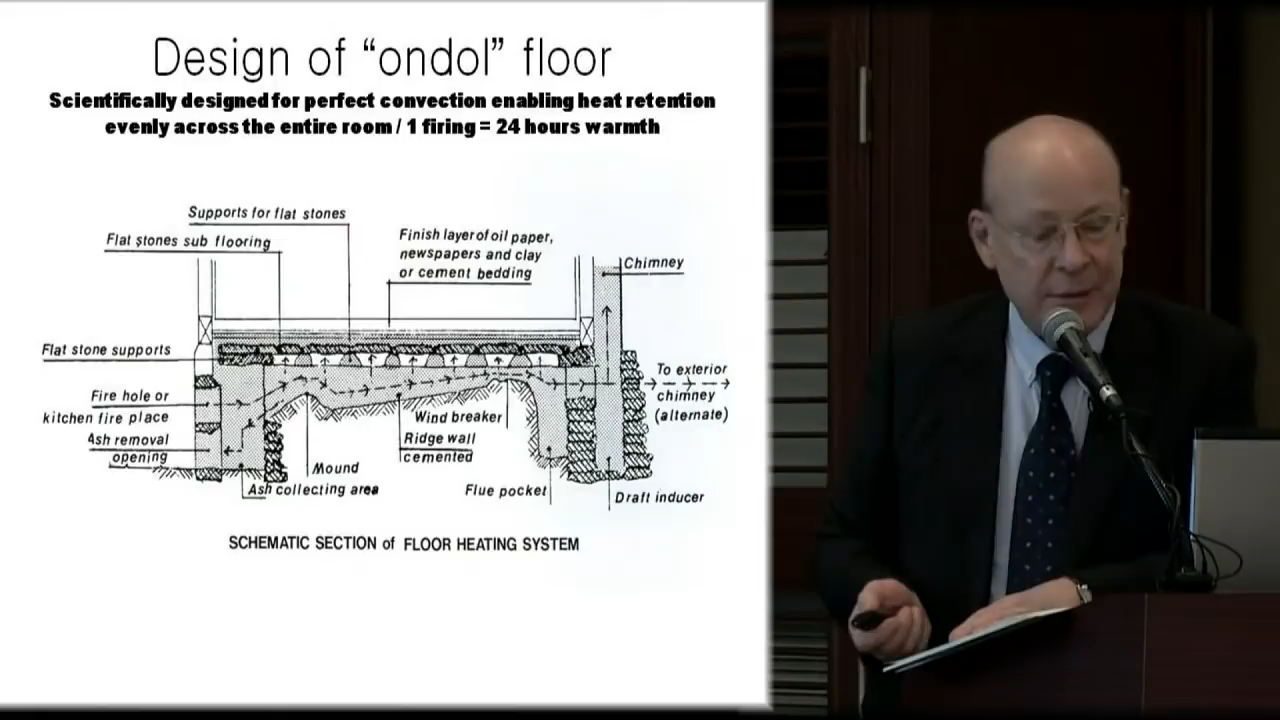 Design of “ondol” floor
Scientifically designed for perfect convection enabling heat retention
evenly across the entire room / 1 firing = 24 hours warmth
Supports for flat stones
Flat stones sub flooring
Finish layer of oil paper,
newspapers and clay
or cement bedding
Chimney
Flat stone supports
Fire hole or
kitchen fire place
Ash removal
opening
To exterior
chimney
(alternate)
Wind breaker
Ridge wall
cemented
Mound
Ash collecting area
Flue pocket
Draft inducer
SCHEMATIC SECTION of FLOOR HEATING SYSTEM